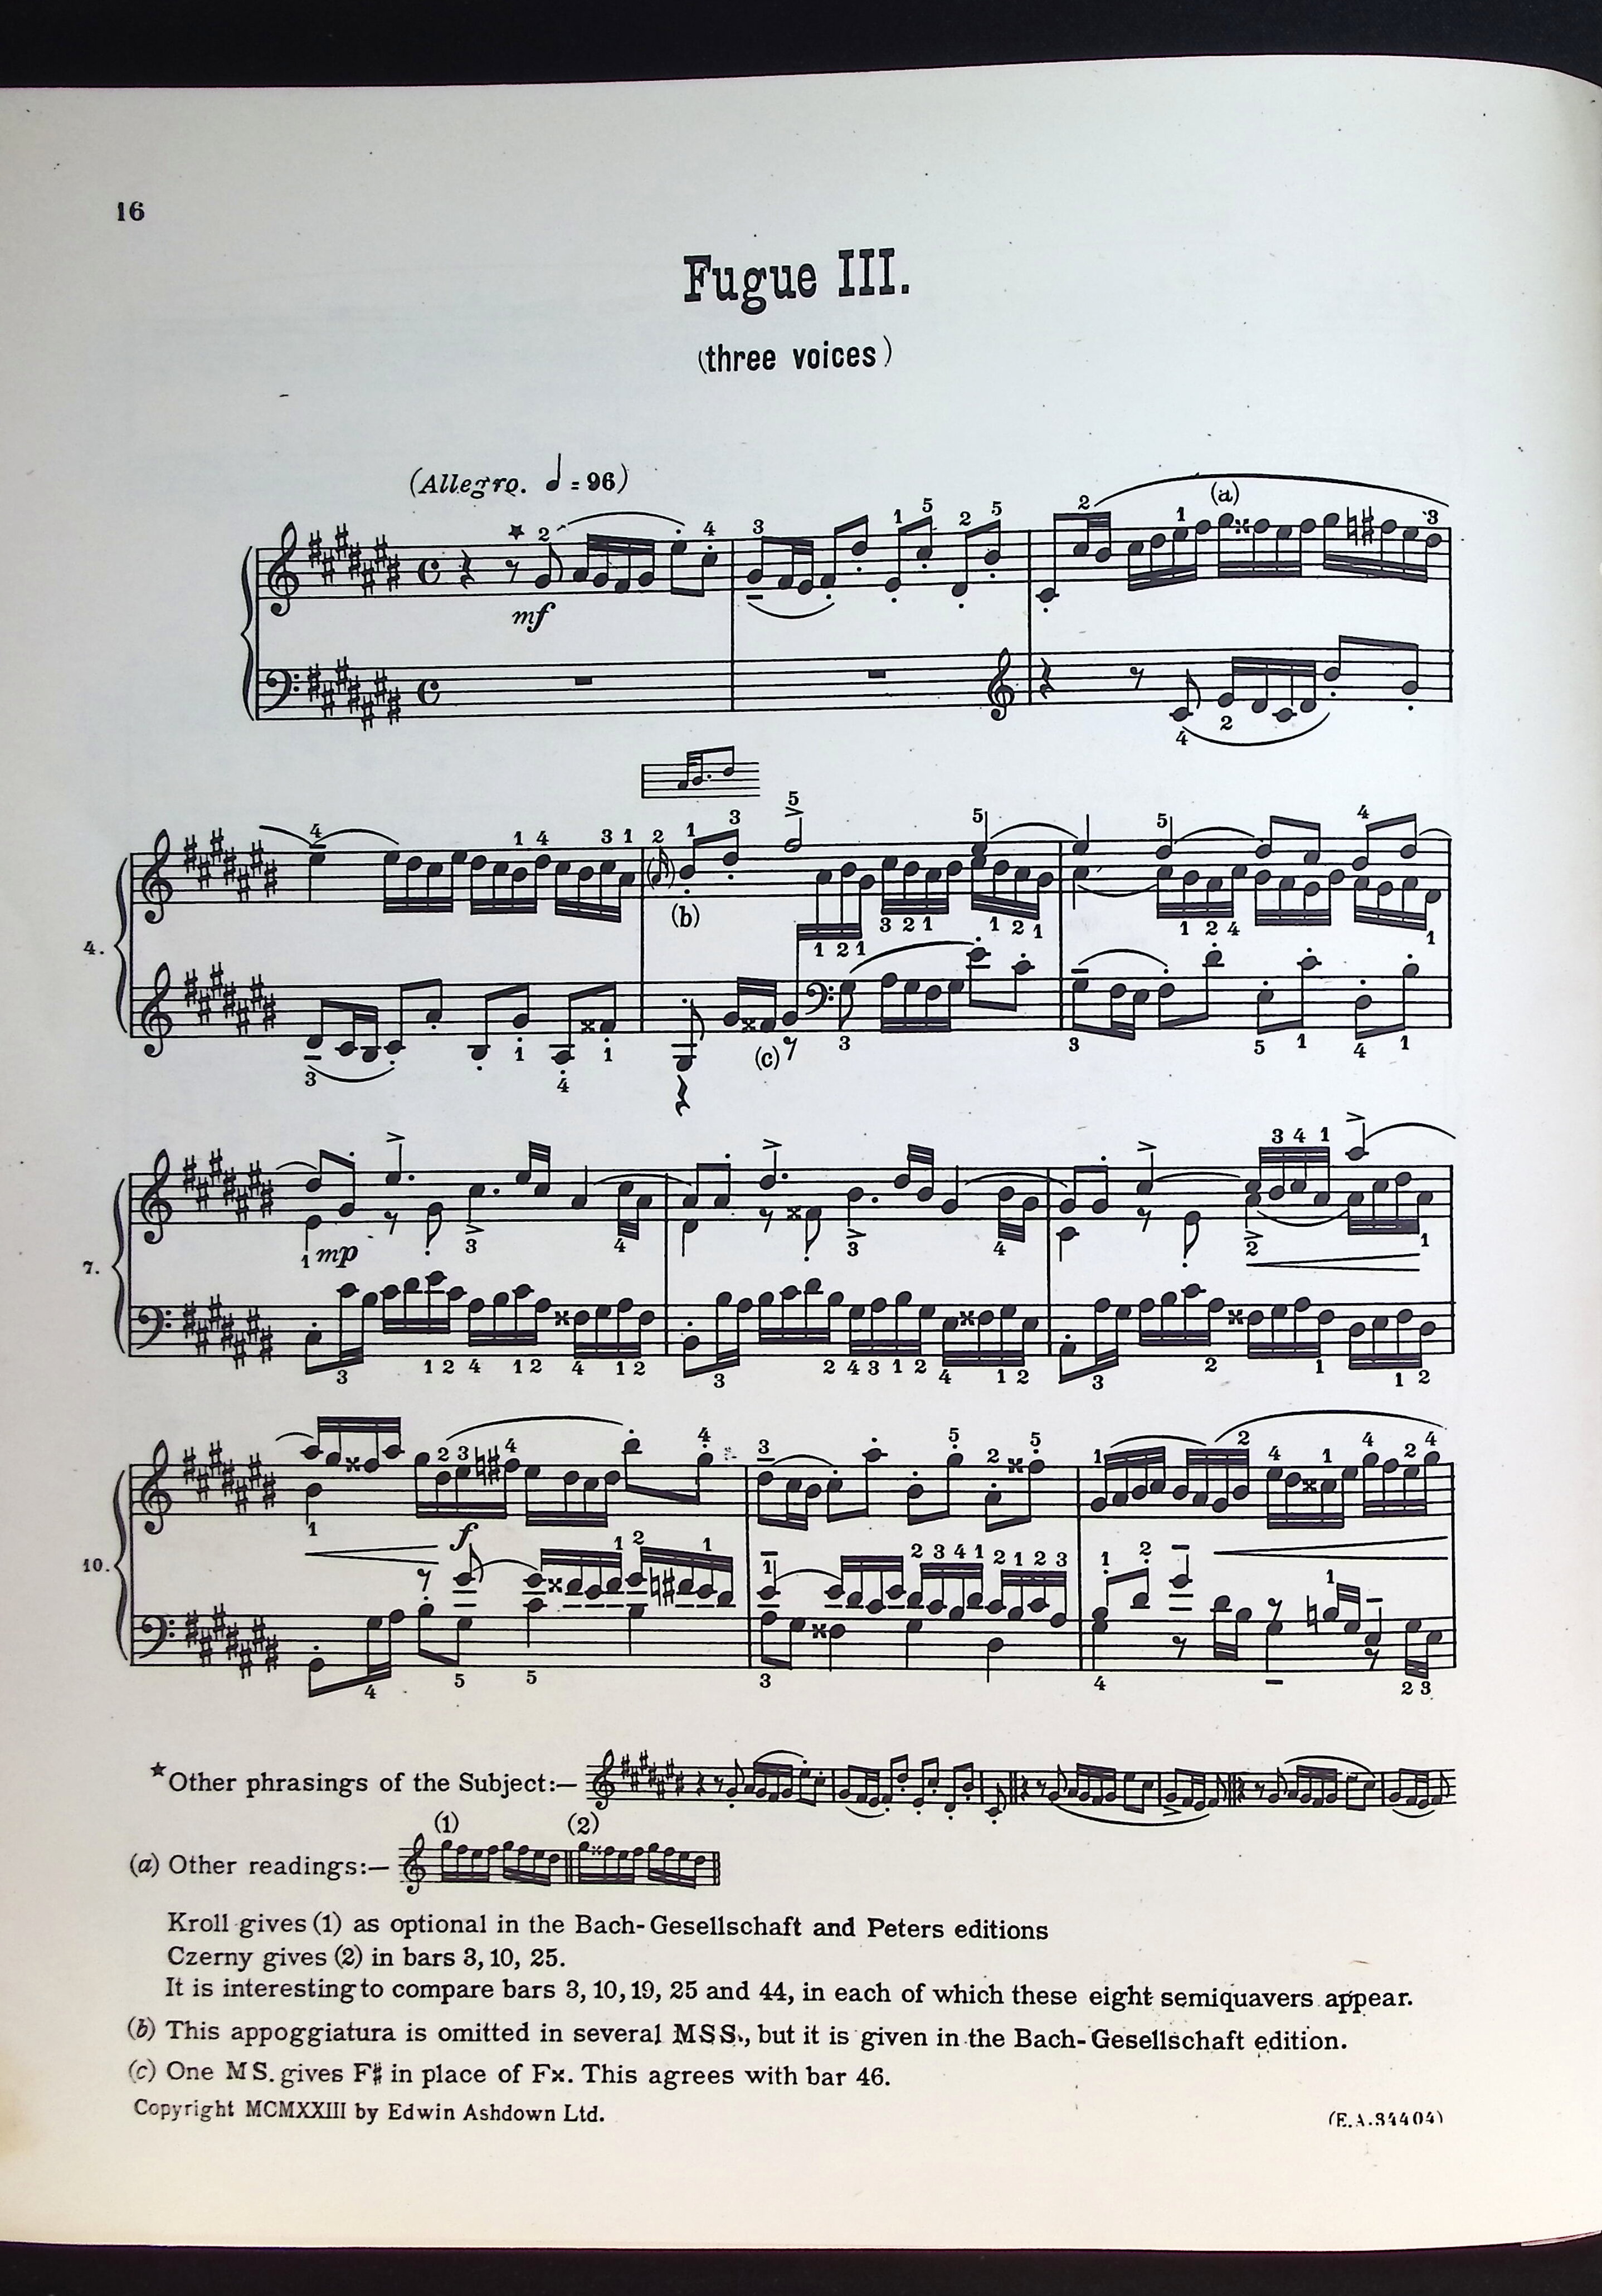 16
Fugue III.
(three voices)
(Allegro. ♩ = 96)
(a)
mf
(b)
4.
(c)
mp
7.
f
10.
*Other phrasings of the Subject:—
(1) (2)
(a) Other readings:—
Kroll gives (1) as optional in the Bach-Gesellschaft and Peters editions
Czerny gives (2) in bars 3, 10, 25.
It is interesting to compare bars 3, 10, 19, 25 and 44, in each of which these eight semiquavers appear.
(b) This appoggiatura is omitted in several MSS., but it is given in the Bach-Gesellschaft edition.
(c) One MS. gives F♯ in place of F𝄪. This agrees with bar 46.
Copyright MCMXXIII by Edwin Ashdown Ltd.
(E.A.34404)